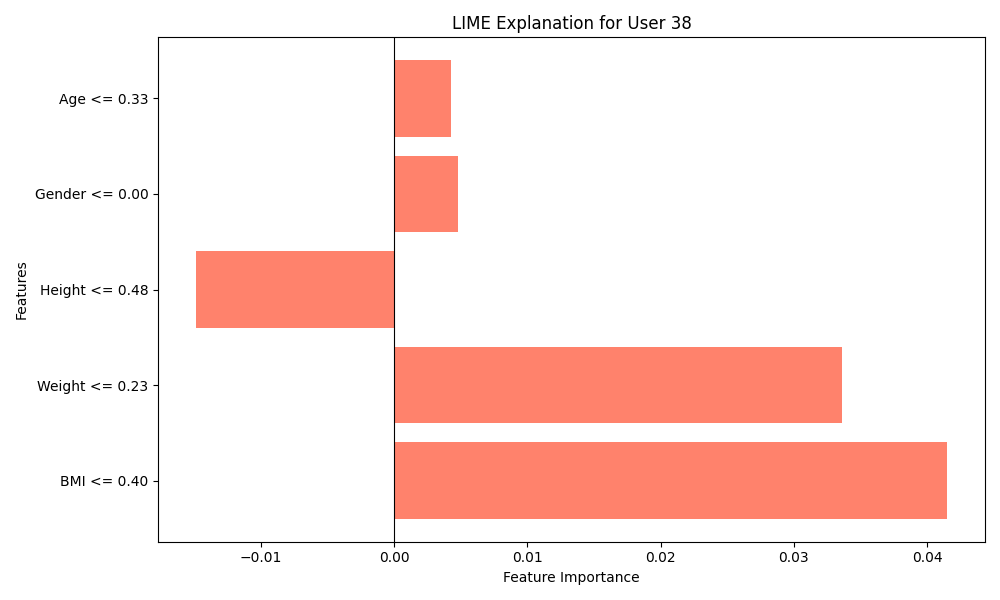 LIME Explanation for User 38
Age <= 0.33
Gender <= 0.00
Height <= 0.48
Weight <= 0.23
BMI <= 0.40
Features
−0.01 0.00 0.01 0.02 0.03 0.04
Feature Importance